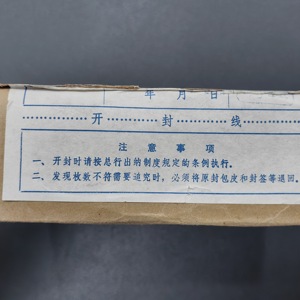 年 月 日
开 封 线
注意事项
一、开封时请按总行出纳制度规定的条例执行。
二、发现枚数不符需要追究时，必须将原封包皮和封签等退回。